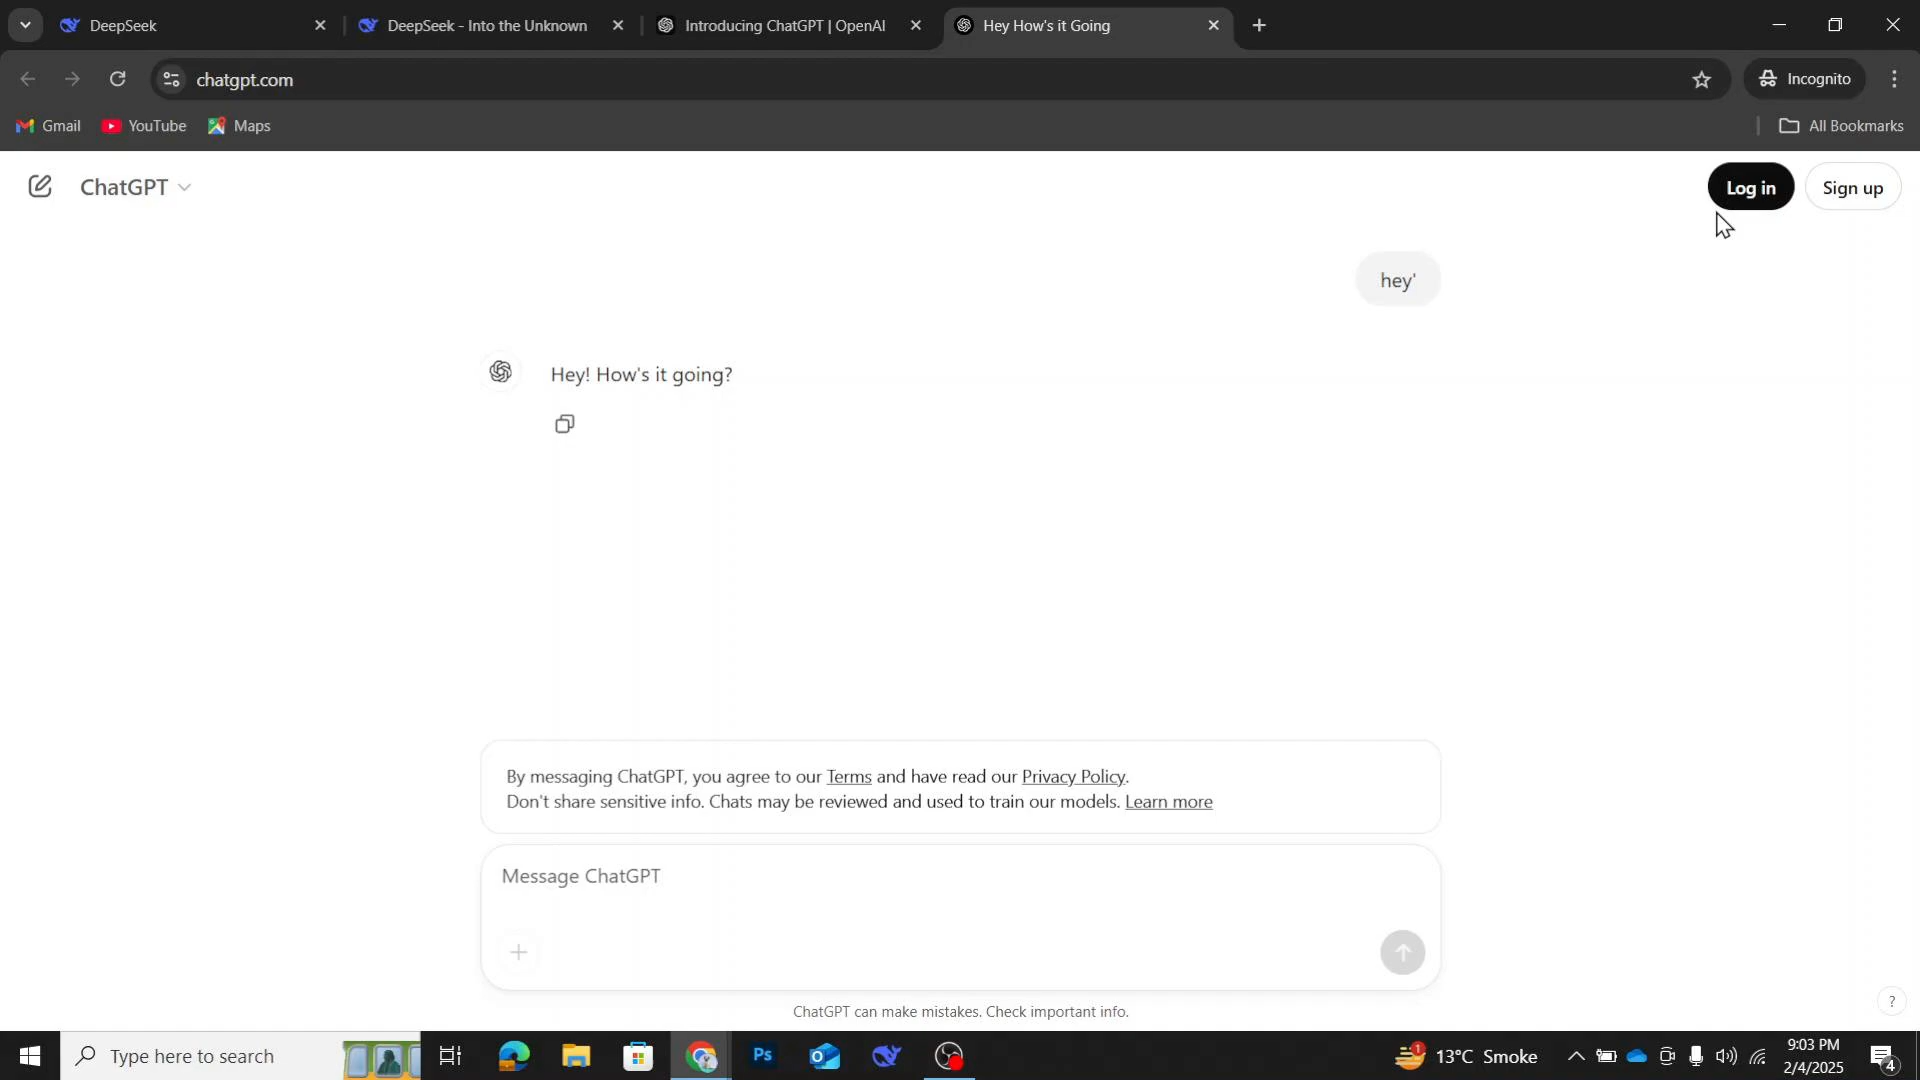 DeepSeek
DeepSeek - Into the Unknown
Introducing ChatGPT | OpenAI
Hey How's it Going
chatgpt.com
Incognito
Gmail
YouTube
Maps
All Bookmarks
ChatGPT
Log in
Sign up
hey'
Hey! How's it going?
By messaging ChatGPT, you agree to our Terms and have read our Privacy Policy.
Don't share sensitive info. Chats may be reviewed and used to train our models. Learn more
Message ChatGPT
ChatGPT can make mistakes. Check important info.
?
Type here to search
Ps
1
13°C Smoke
9:03 PM
2/4/2025
4